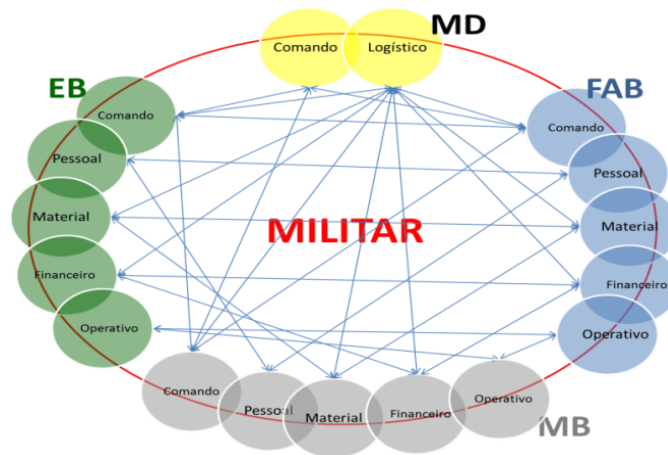 MD
Comando
Logístico
EB
FAB
Comando
Pessoal
Material
Financeiro
Operativo
Comando
Pessoal
Material
Financeiro
Operativo
MILITAR
Comando
Pessoal
Material
Financeiro
Operativo
MB